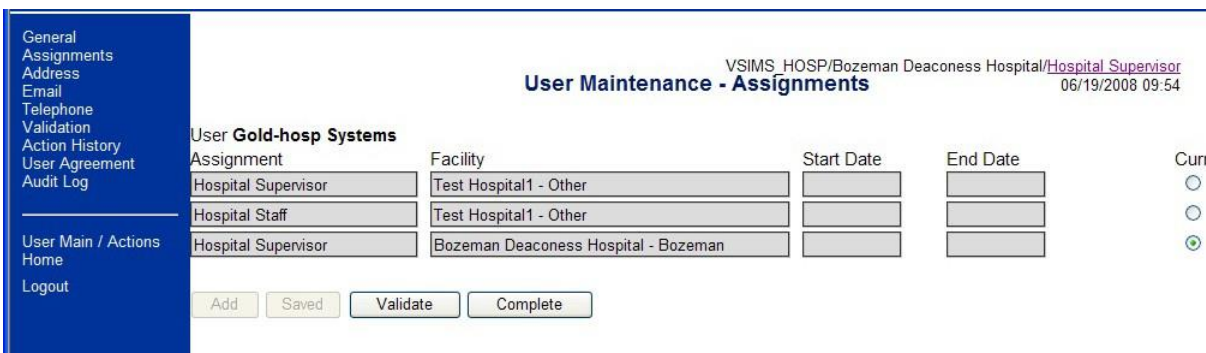 General
Assignments
Address
Email
Telephone
Validation
Action History
User Agreement
Audit Log
User Main / Actions
Home
Logout
VSIMS_HOSP/Bozeman Deaconess Hospital/Hospital Supervisor
User Maintenance - Assignments
06/19/2008 09:54
User Gold-hosp Systems
Assignment Facility Start Date End Date Curr
Hospital Supervisor Test Hospital1 - Other
Hospital Staff Test Hospital1 - Other
Hospital Supervisor Bozeman Deaconess Hospital - Bozeman
Add Saved Validate Complete